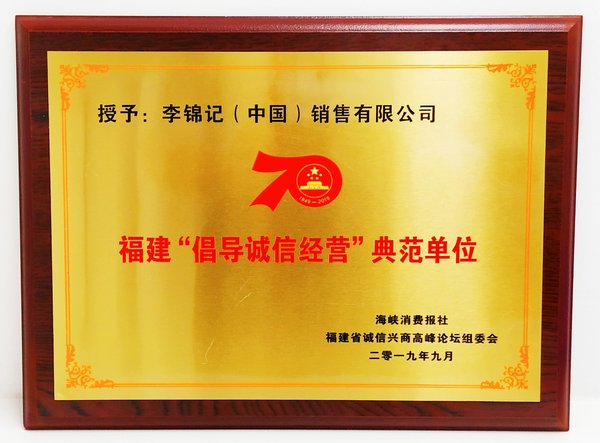 授予：李锦记（中国）销售有限公司
70
1949—2019
福建“倡导诚信经营”典范单位
海峡消费报社
福建省诚信兴商高峰论坛组委会
二零一九年九月